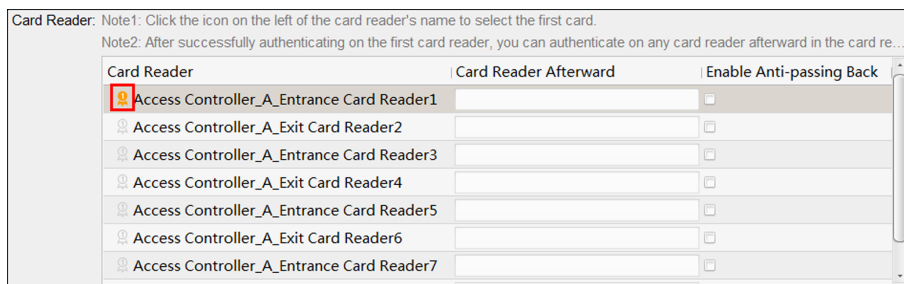 Card Reader: Note1: Click the icon on the left of the card reader's name to select the first card.
Note2: After successfully authenticating on the first card reader, you can authenticate on any card reader afterward in the card re...
Card Reader Card Reader Afterward Enable Anti-passing Back
Access Controller_A_Entrance Card Reader1
Access Controller_A_Exit Card Reader2
Access Controller_A_Entrance Card Reader3
Access Controller_A_Exit Card Reader4
Access Controller_A_Entrance Card Reader5
Access Controller_A_Exit Card Reader6
Access Controller_A_Entrance Card Reader7